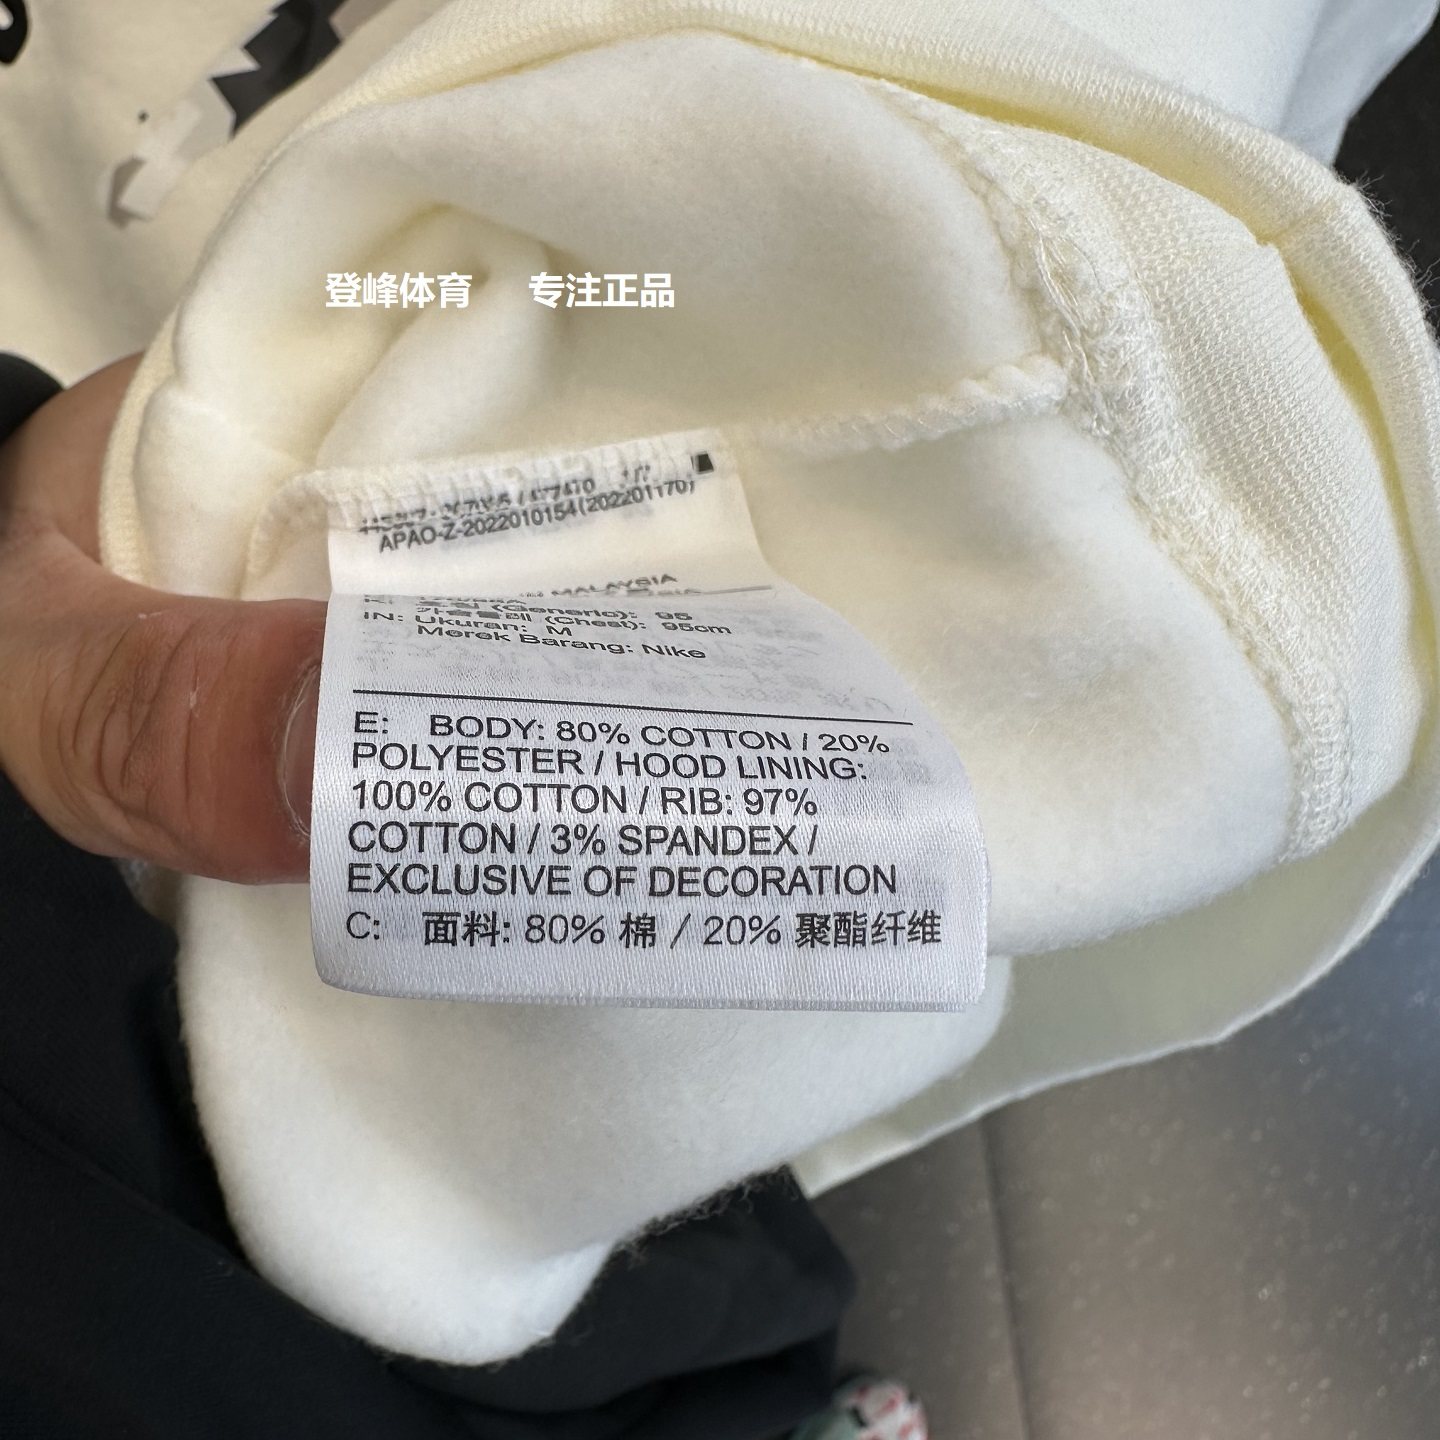 登峰体育 专注正品
APAO-Z-2022010154(202201170)
MALAYSIA
(Generic): 95
IN: Ukuran: M (Chest): 95cm
Merek Barang: Nike
E: BODY: 80% COTTON / 20%
POLYESTER / HOOD LINING:
100% COTTON / RIB: 97%
COTTON / 3% SPANDEX /
EXCLUSIVE OF DECORATION
C: 面料: 80% 棉 / 20% 聚酯纤维